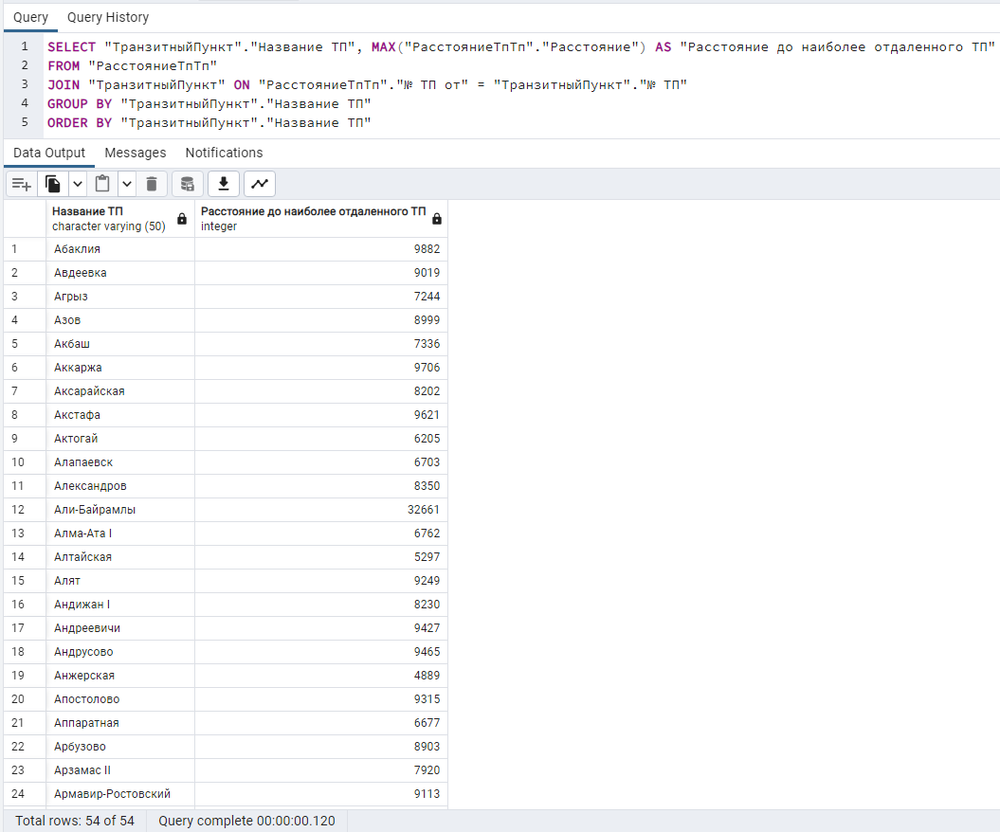 Query Query History
1 SELECT "ТранзитныйПункт"."Название ТП", MAX("РасстояниеТпТп"."Расстояние") AS "Расстояние до наиболее отдаленного ТП"
2 FROM "РасстояниеТпТп"
3 JOIN "ТранзитныйПункт" ON "РасстояниеТпТп"."№ ТП от" = "ТранзитныйПункт"."№ ТП"
4 GROUP BY "ТранзитныйПункт"."Название ТП"
5 ORDER BY "ТранзитныйПункт"."Название ТП"
Data Output Messages Notifications
Название ТП Расстояние до наиболее отдаленного ТП
character varying (50) integer
1 Абаклия 9882
2 Авдеевка 9019
3 Агрыз 7244
4 Азов 8999
5 Акбаш 7336
6 Аккаржа 9706
7 Аксарайская 8202
8 Акстафа 9621
9 Актогай 6205
10 Алапаевск 6703
11 Александров 8350
12 Али-Байрамлы 32661
13 Алма-Ата I 6762
14 Алтайская 5297
15 Алят 9249
16 Андижан I 8230
17 Андреевичи 9427
18 Андрусово 9465
19 Анжерская 4889
20 Апостолово 9315
21 Аппаратная 6677
22 Арбузово 8903
23 Арзамас II 7920
24 Армавир-Ростовский 9113
Total rows: 54 of 54 Query complete 00:00:00.120